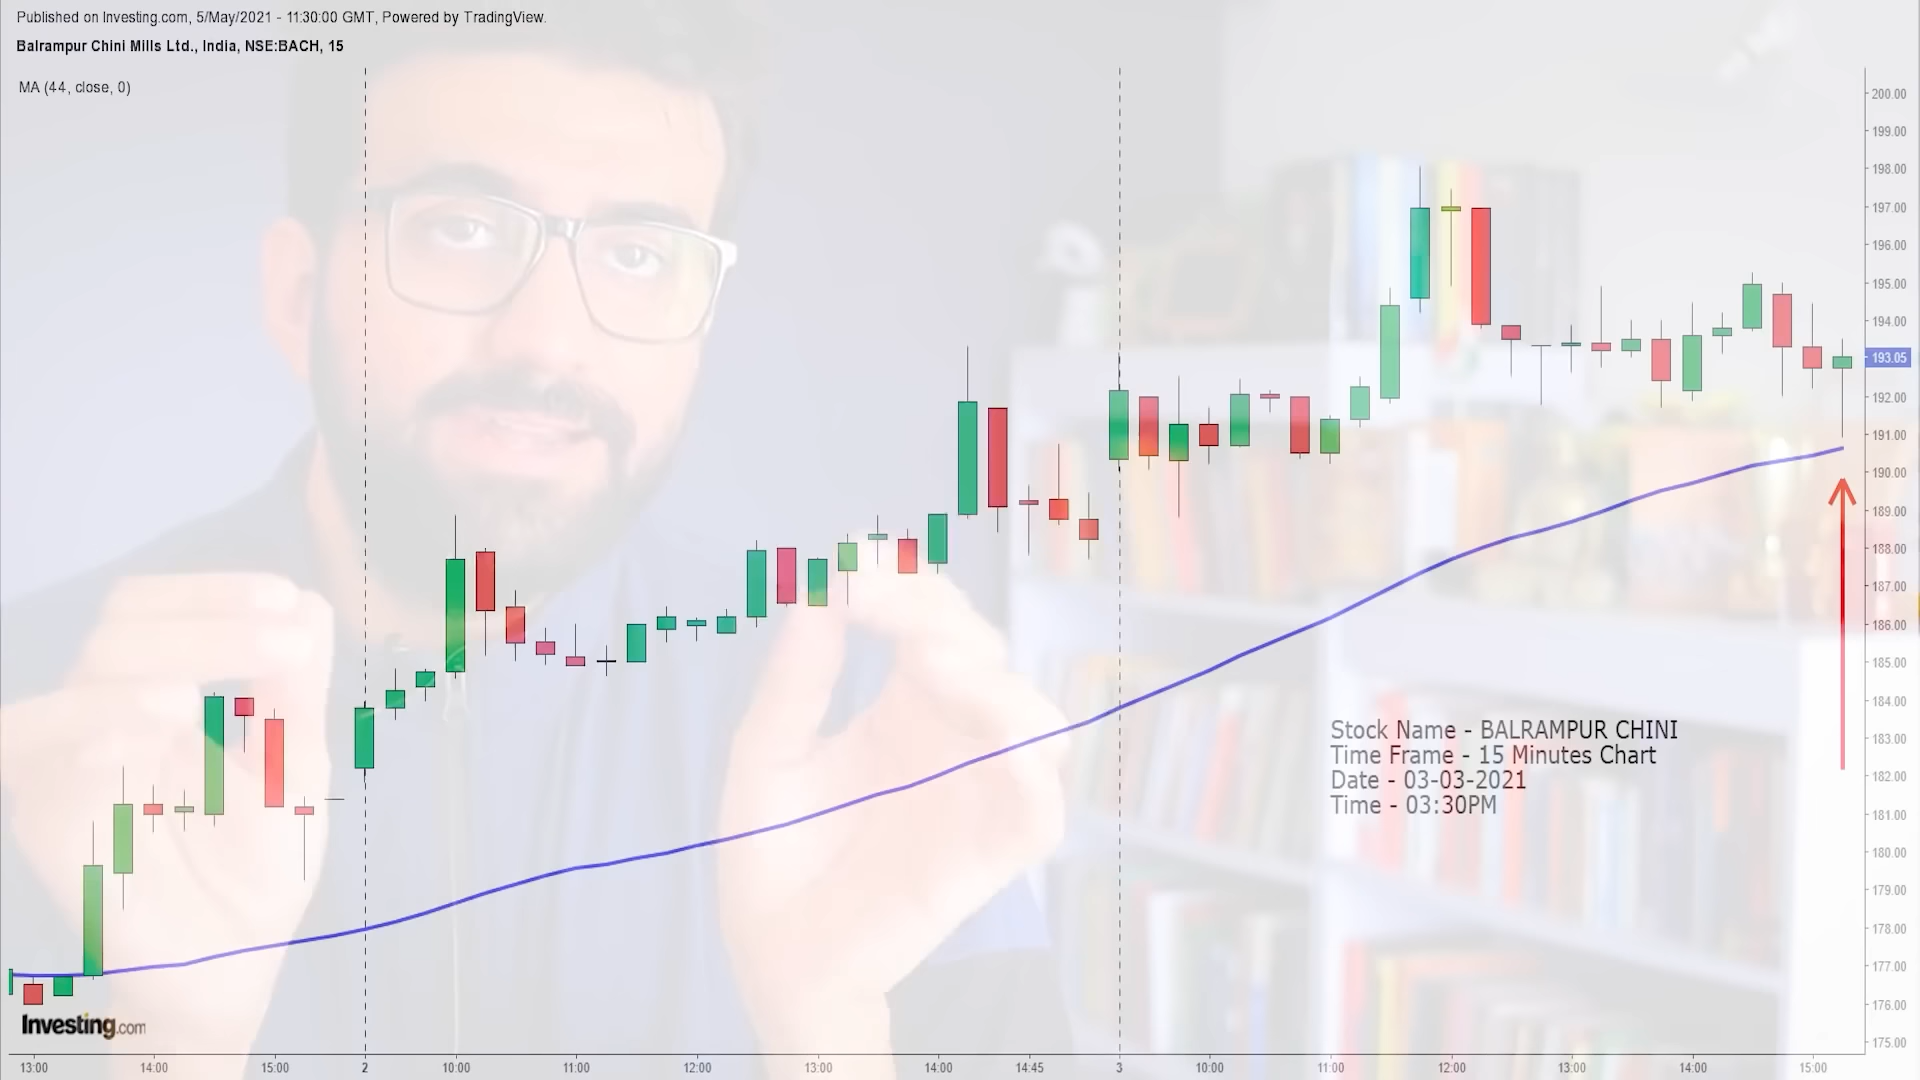 Published on Investing.com, 5/May/2021 - 11:30:00 GMT, Powered by TradingView.
Balrampur Chini Mills Ltd., India, NSE:BACH, 15
MA (44, close, 0)
200.00
199.00
198.00
197.00
196.00
195.00
194.00
193.05
192.00
191.00
190.00
189.00
188.00
187.00
186.00
185.00
184.00
183.00
182.00
181.00
180.00
179.00
178.00
177.00
176.00
175.00
Stock Name - BALRAMPUR CHINI
Time Frame - 15 Minutes Chart
Date - 03-03-2021
Time - 03:30PM
Investing.com
13:00 14:00 15:00 2 10:00 11:00 12:00 13:00 14:00 14:45 3 10:00 11:00 12:00 13:00 14:00 15:00